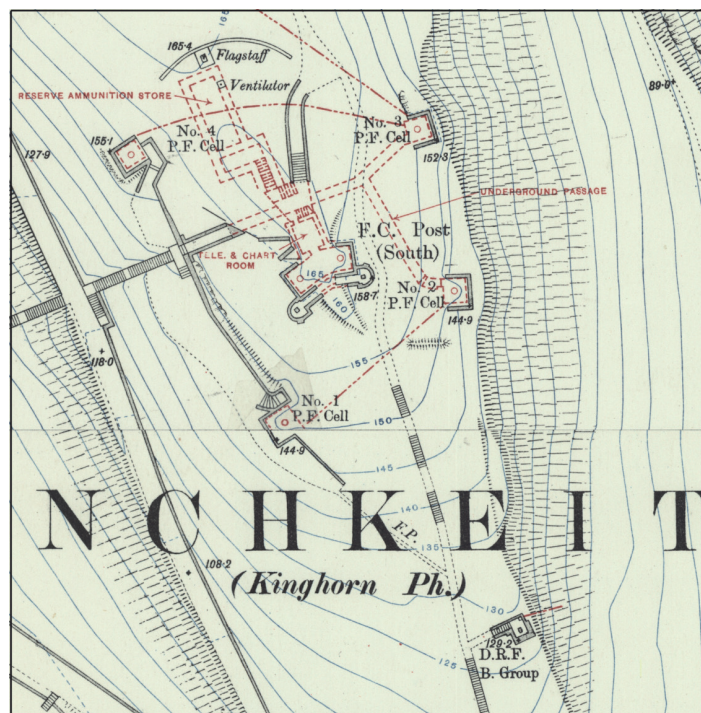 165·4
Flagstaff
165
Ventilator
RESERVE AMMUNITION STORE
89·0
No. 4
P.F. Cell
No. 3
P.F. Cell
155·1
127·9
152·3
UNDERGROUND PASSAGE
F.C. Post
(South)
TELE. & CHART
ROOM
165
158·7
160
No. 2
P.F. Cell
144·9
118·0
155
No. 1
P.F. Cell
150
144·9
145
140
F.P.
135
NCHKEIT
108·2
(Kinghorn Ph.)
130
129·2
D.R.F.
B. Group
125